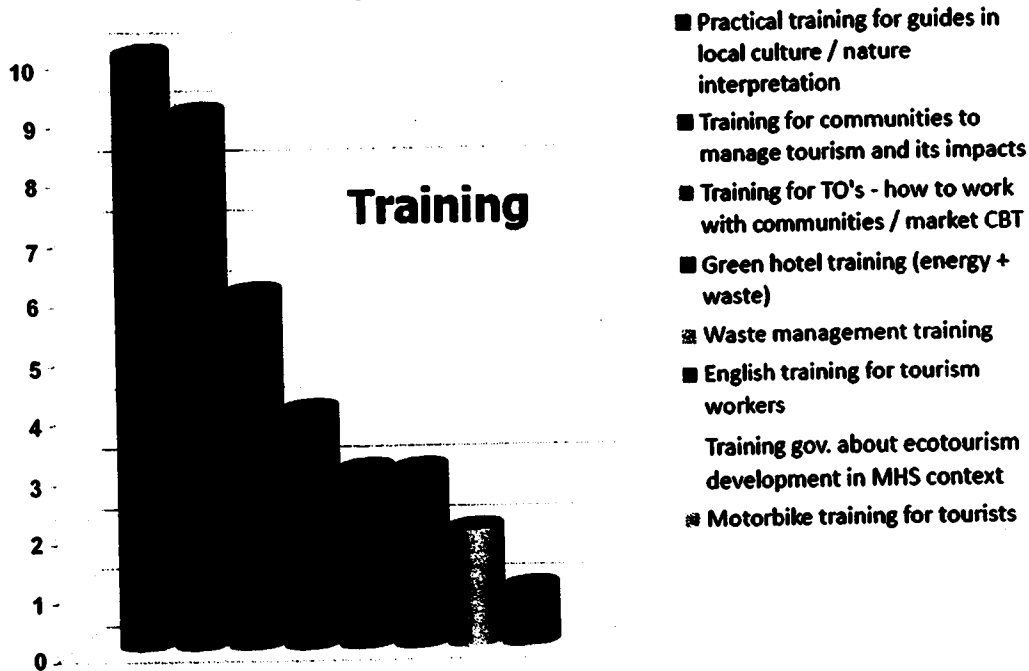 10
9
8
7
6
5
4
3
2
1
0
Training
Practical training for guides in
local culture / nature
interpretation
Training for communities to
manage tourism and its impacts
Training for TO's - how to work
with communities / market CBT
Green hotel training (energy +
waste)
Waste management training
English training for tourism
workers
Training gov. about ecotourism
development in MHS context
Motorbike training for tourists